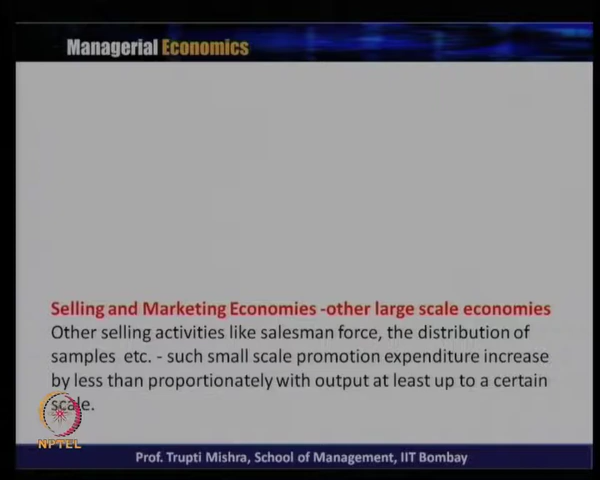 Managerial Economics
Selling and Marketing Economies -other large scale economies
Other selling activities like salesman force, the distribution of
samples etc. - such small scale promotion expenditure increase
by less than proportionately with output at least up to a certain
scale.
NPTEL
Prof. Trupti Mishra, School of Management, IIT Bombay